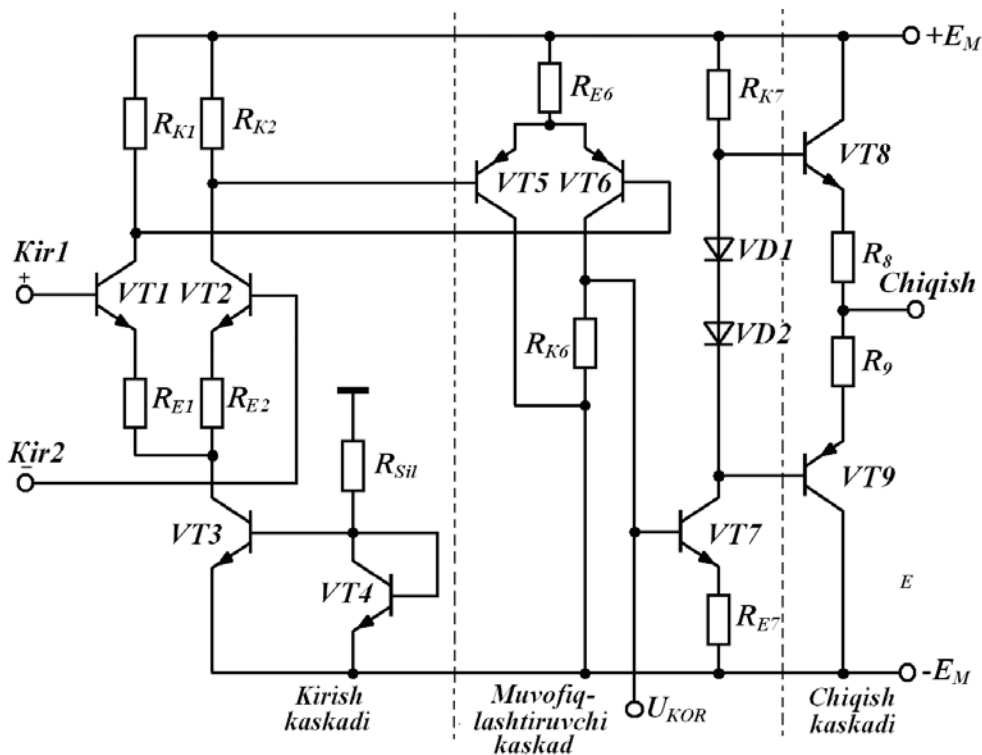 +E_M
R_K1
R_K2
R_E6
R_K7
VT5 VT6
VT8
Kir1
+
VT1 VT2
VD1
R_8
Chiqish
VD2
R_K6
R_9
R_E1
R_E2
Kir2
−
R_Sil
VT9
VT3
VT7
VT4
E
R_E7
-E_M
Kirish
kaskadi
Muvofiq-
lashtiruvchi
kaskad
U_KOR
Chiqish
kaskadi